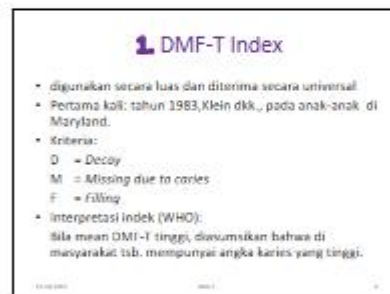 1. DMF-T Index
• digunakan secara luas dan diterima secara universal
• Pertama kali: tahun 1983,Klein dkk., pada anak-anak di
Maryland.
• Kriteria:
D = Decay
M = Missing due to caries
F = Filling
• Interpretasi indek (WHO):
Bila mean DMF-T tinggi, diasumsikan bahwa di
masyarakat tsb. mempunyai angka karies yang tinggi.